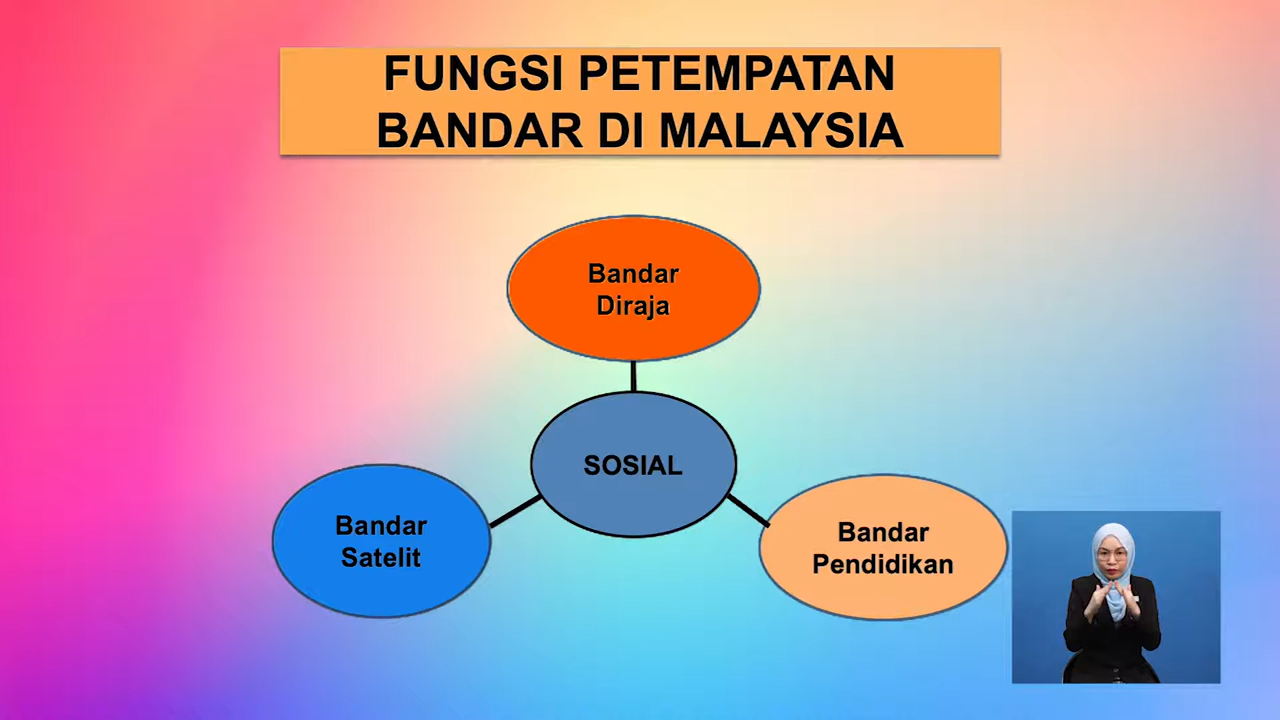 FUNGSI PETEMPATAN
BANDAR DI MALAYSIA
Bandar
Diraja
SOSIAL
Bandar
Satelit
Bandar
Pendidikan